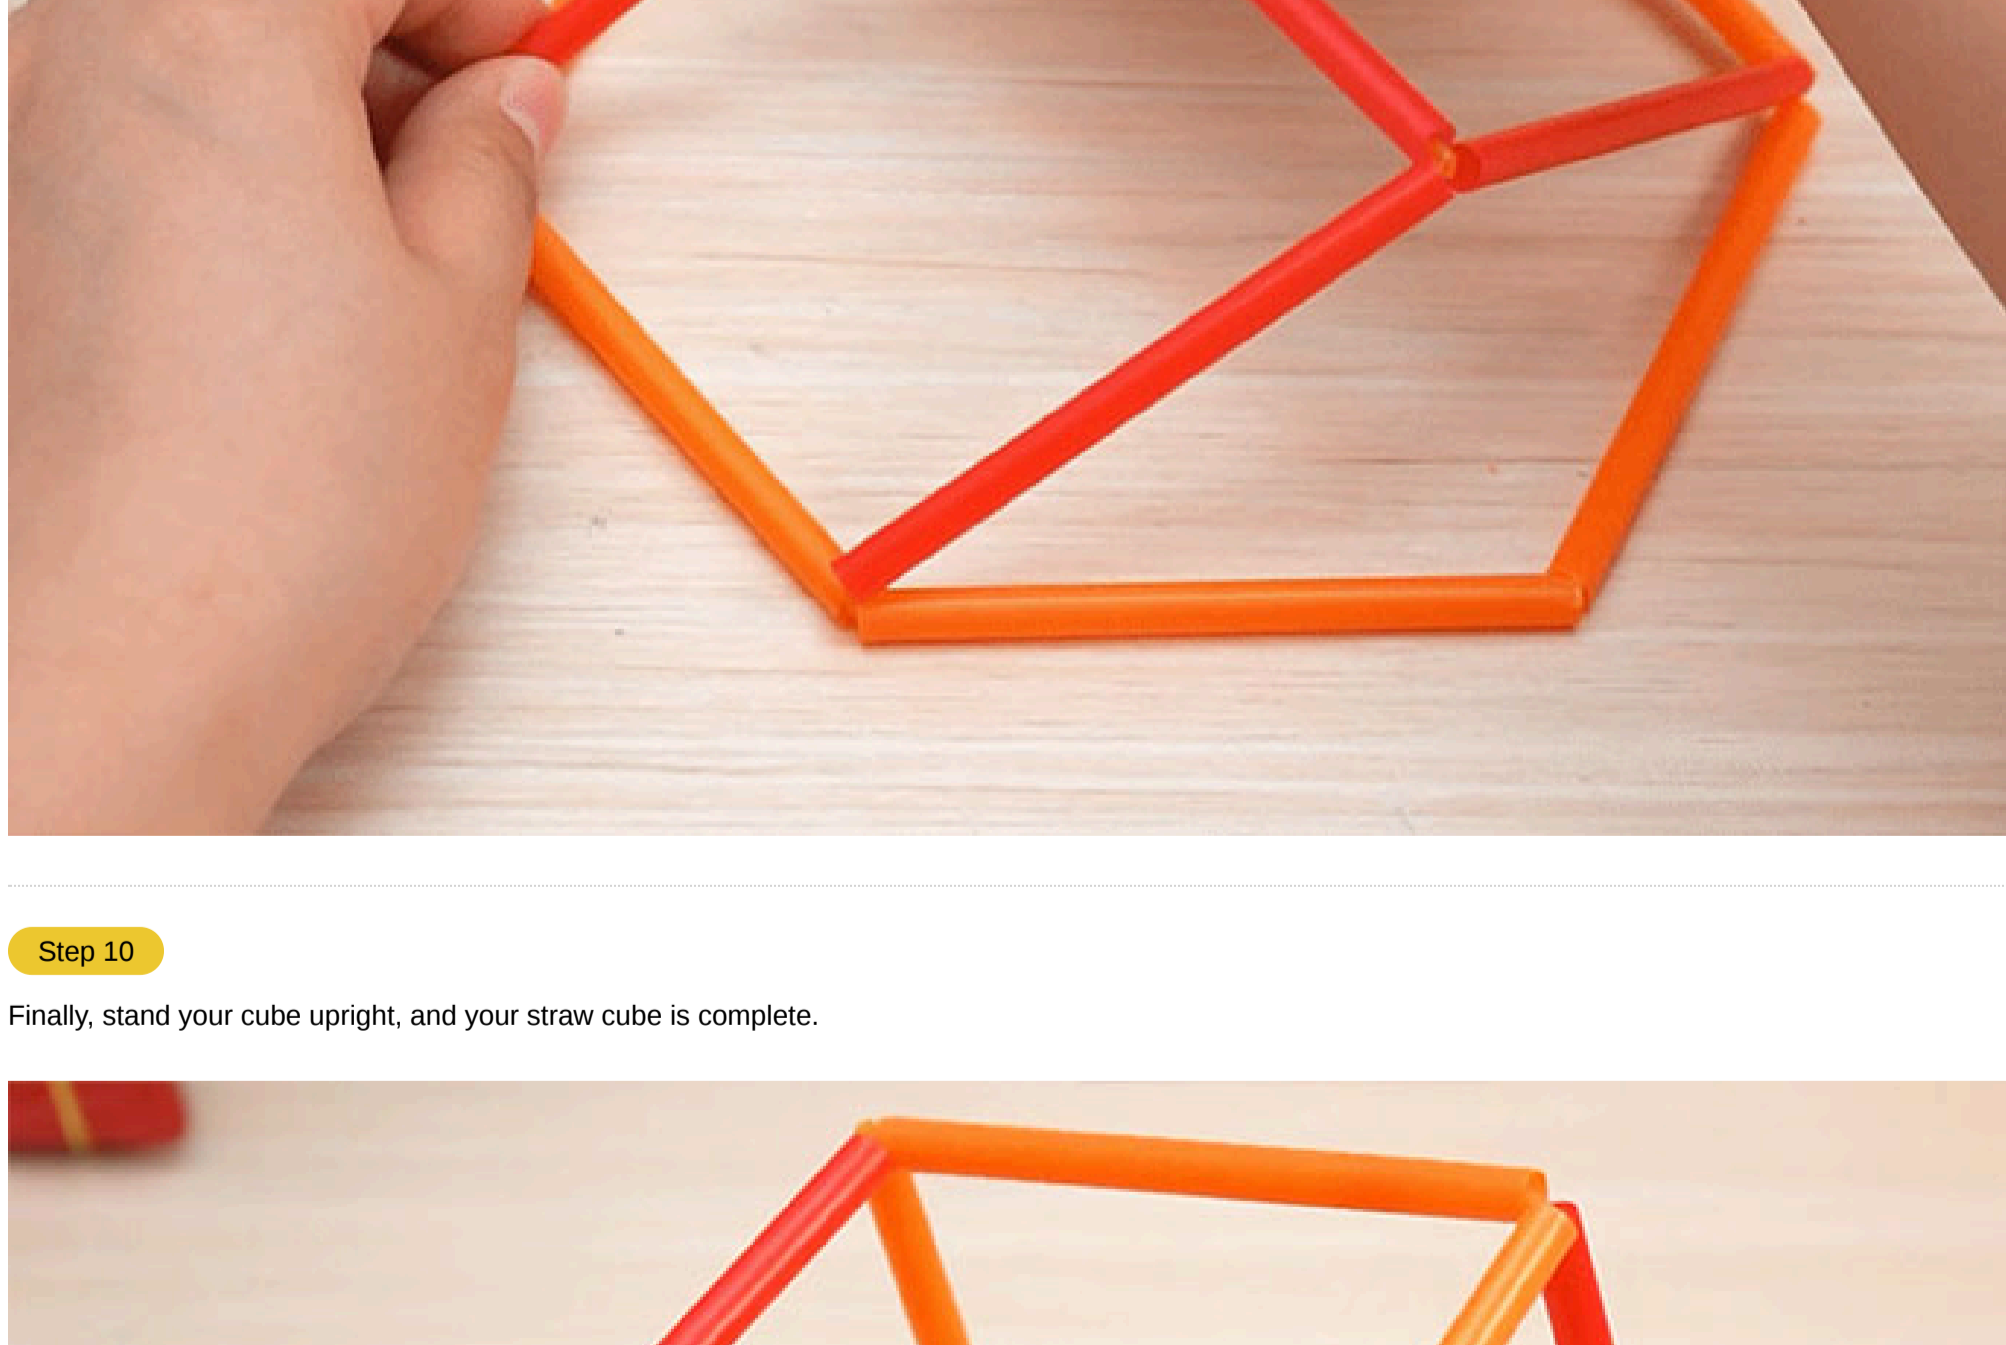 Step 10
Finally, stand your cube upright, and your straw cube is complete.